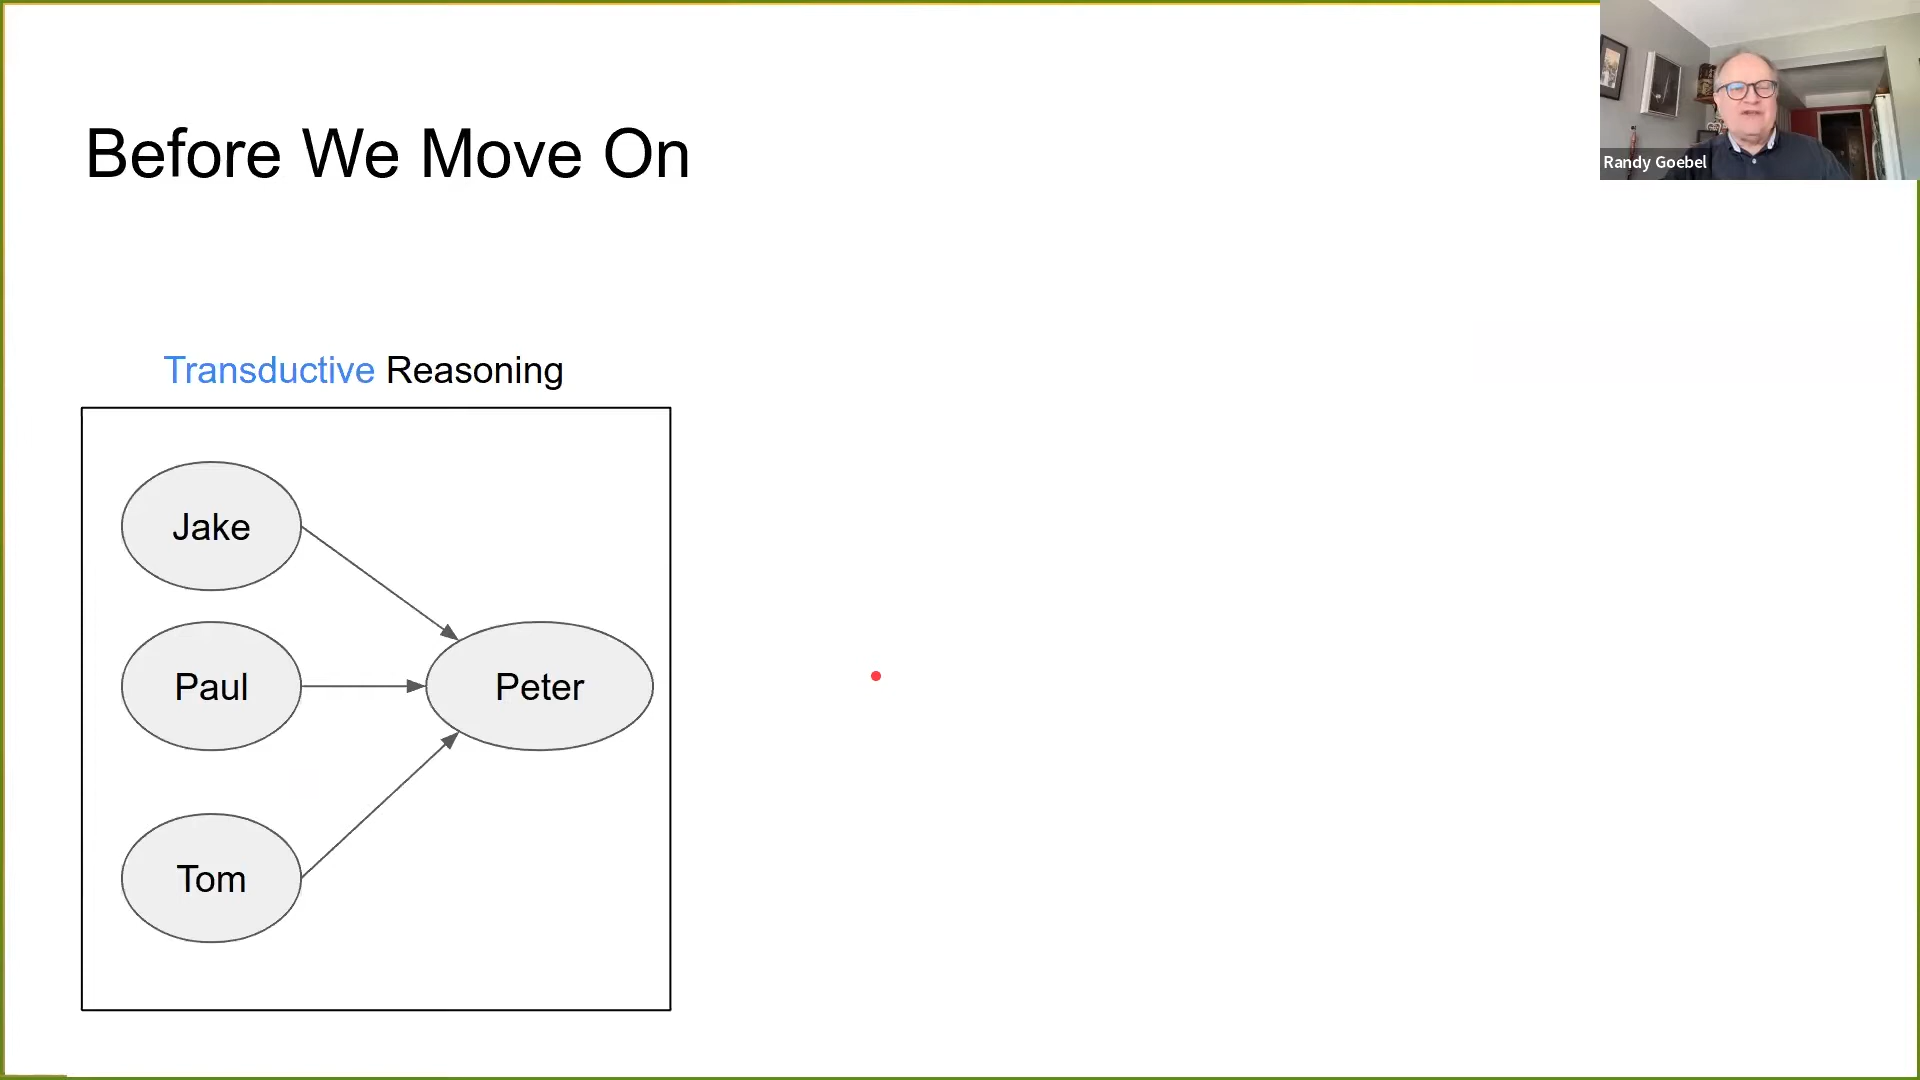 Before We Move On
Randy Goebel
Transductive Reasoning
Jake
Paul
Peter
Tom